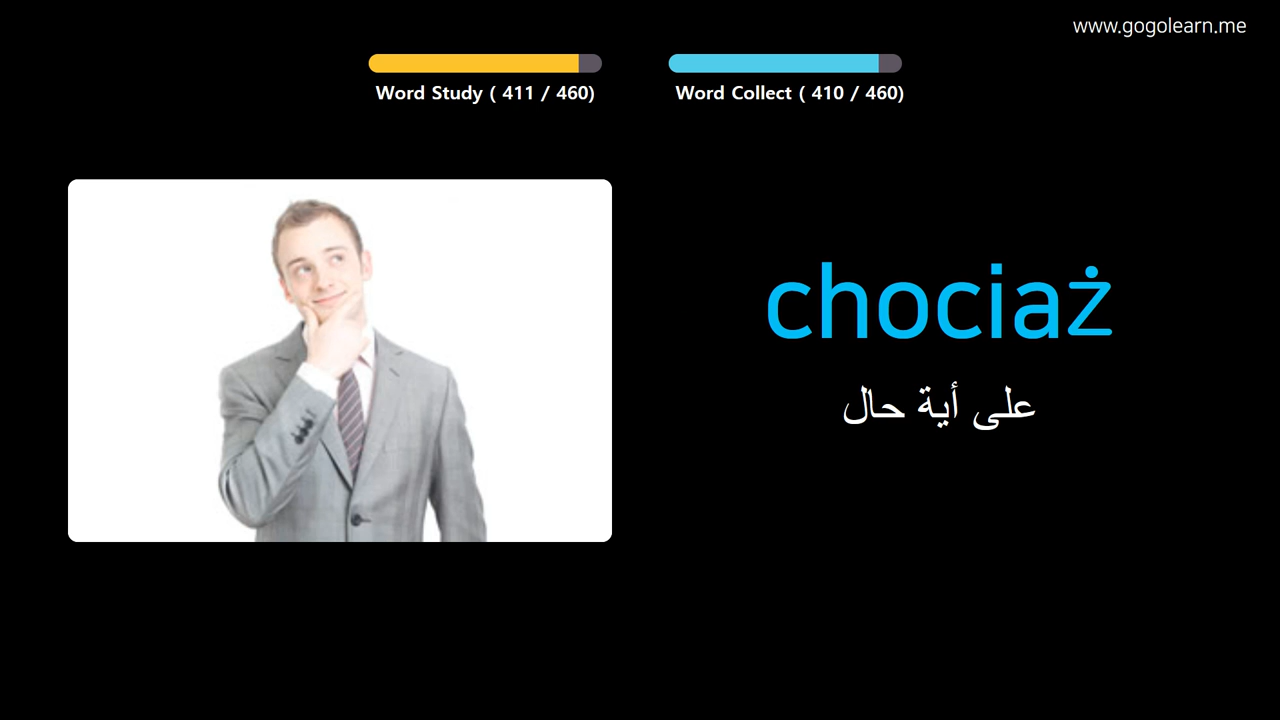 www.gogolearn.me
Word Study ( 411 / 460)
Word Collect ( 410 / 460)
chociaż
على أية حال